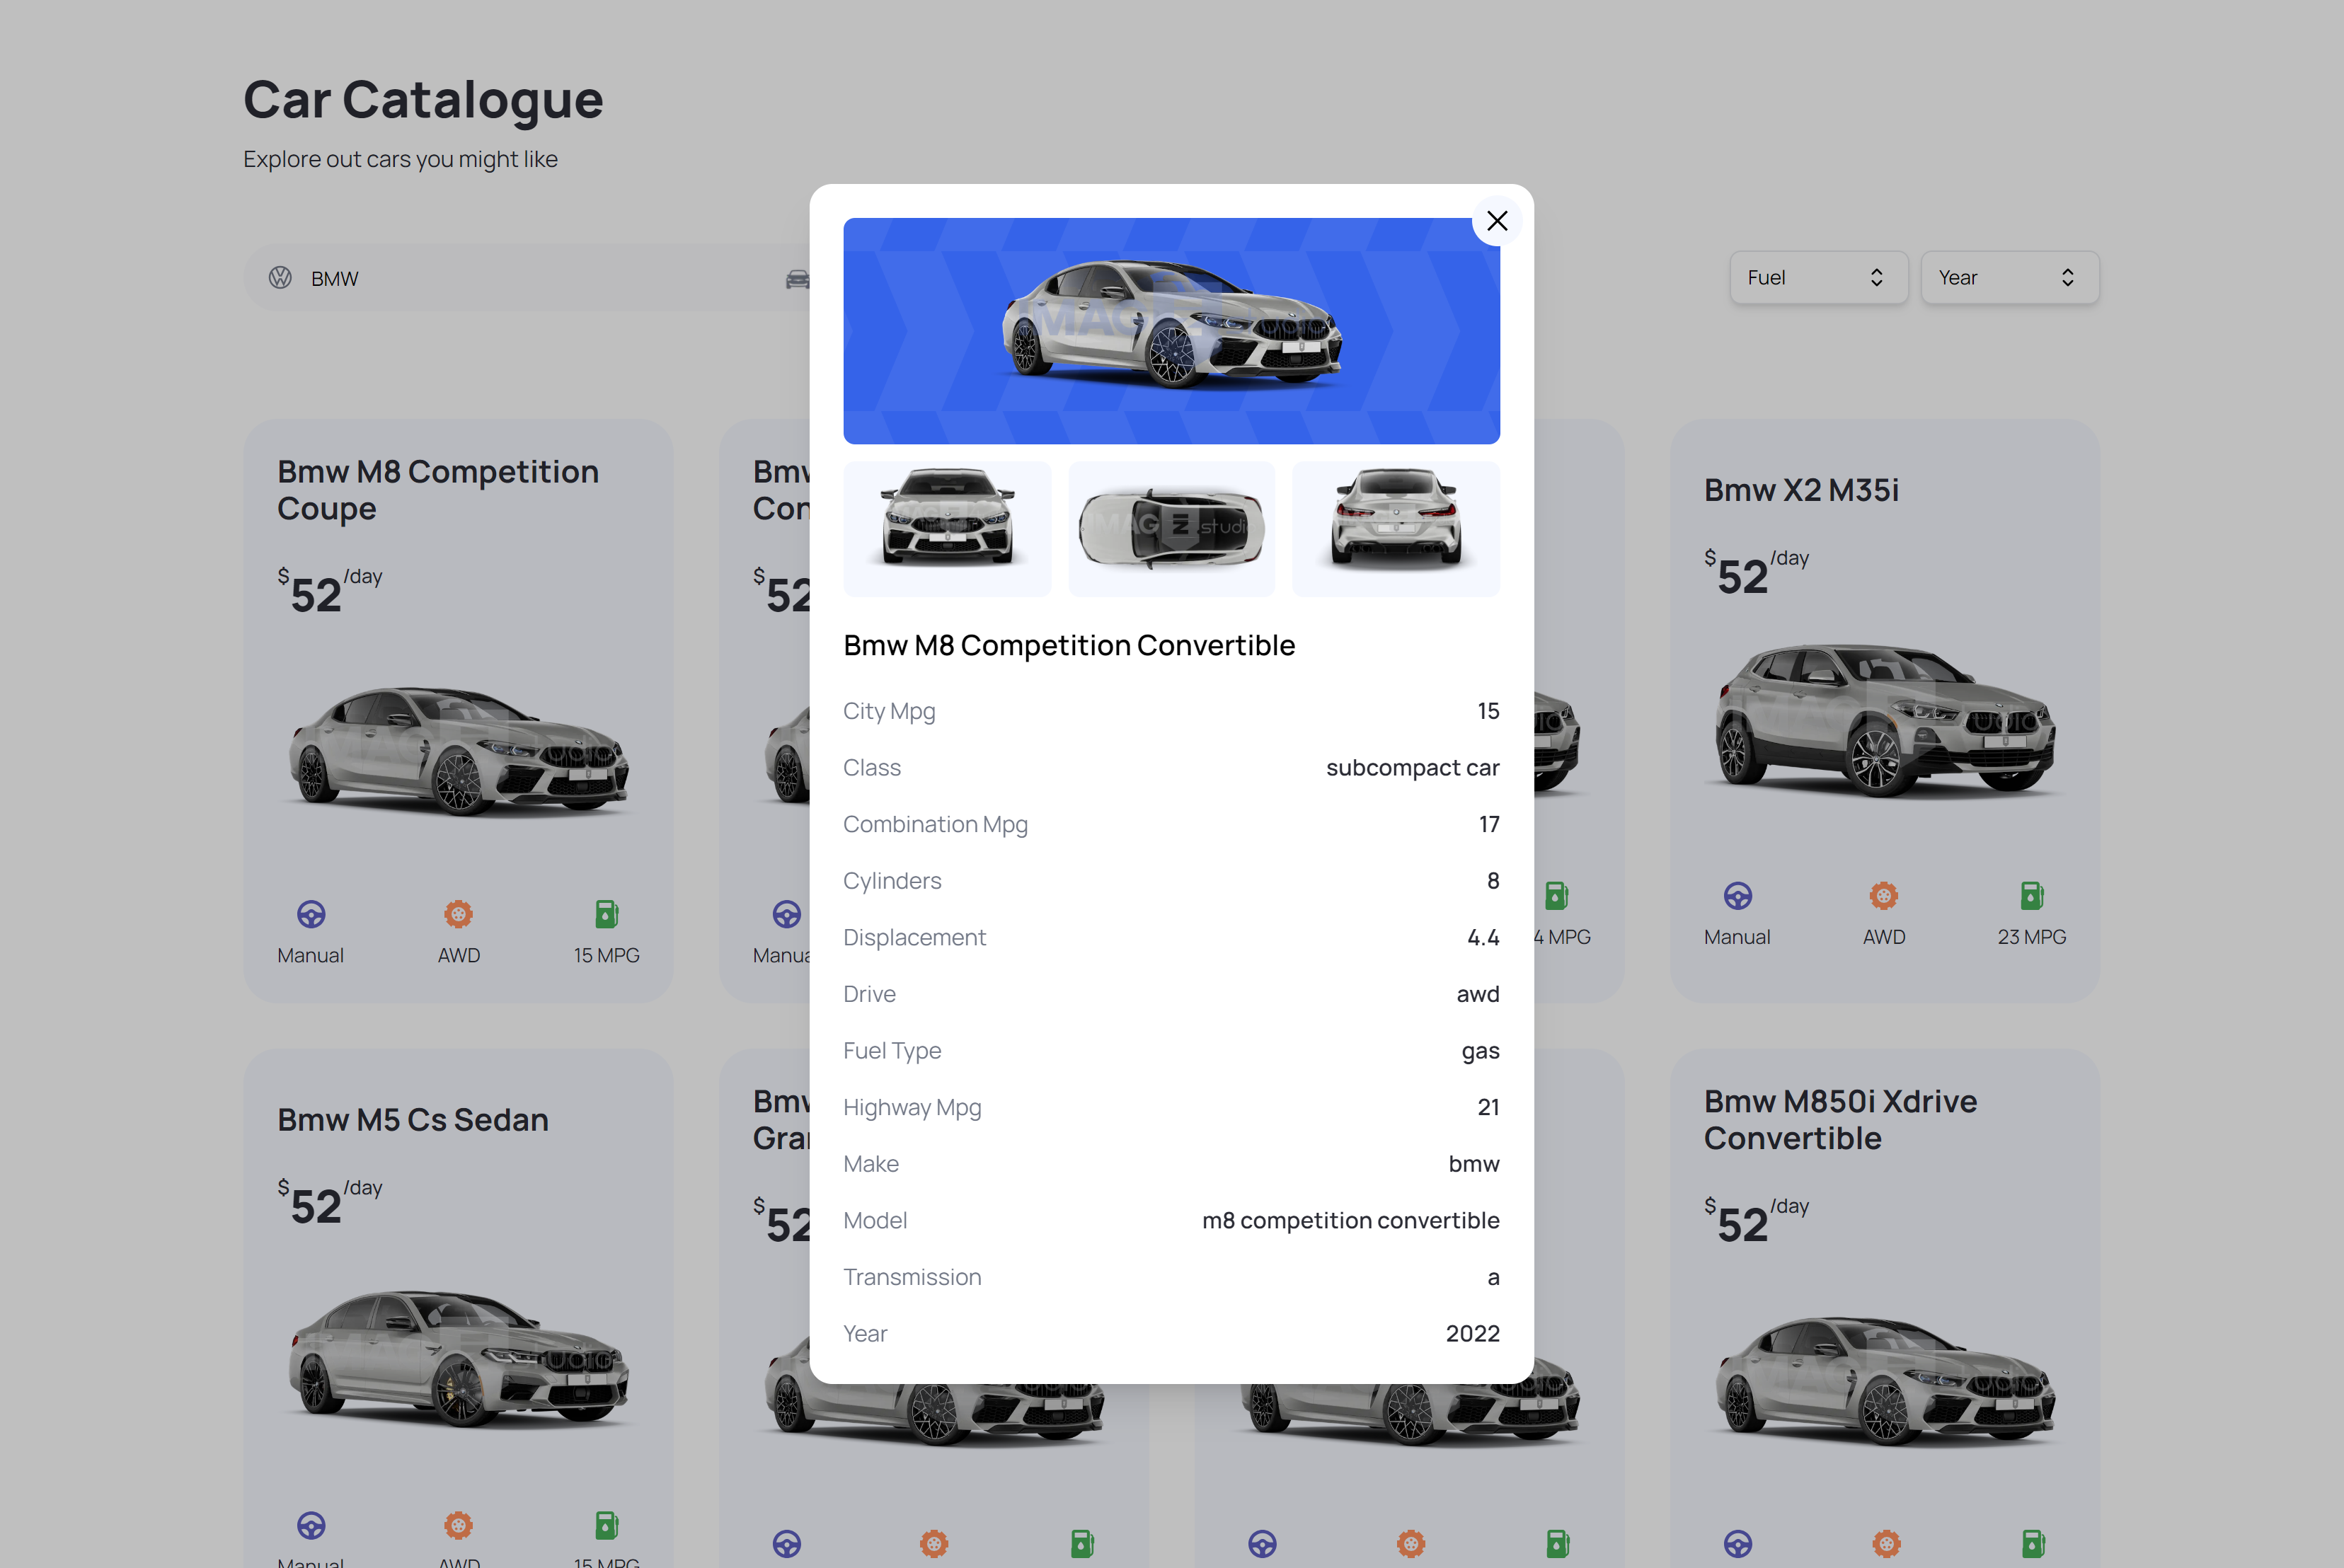 Car Catalogue
Explore out cars you might like
BMW
Fuel
Year
Bmw M8 Competition
Coupe
$52/day
Manual
AWD
15 MPG
$52
4 MPG
Bmw X2 M35i
$52/day
Manual
AWD
23 MPG
Bmw M8 Competition Convertible
City Mpg 15
Class subcompact car
Combination Mpg 17
Cylinders 8
Displacement 4.4
Drive awd
Fuel Type gas
Highway Mpg 21
Make bmw
Model m8 competition convertible
Transmission a
Year 2022
Bmw M5 Cs Sedan
$52/day
Manual
AWD
15 MPG
$52
Bmw M850i Xdrive
Convertible
$52/day